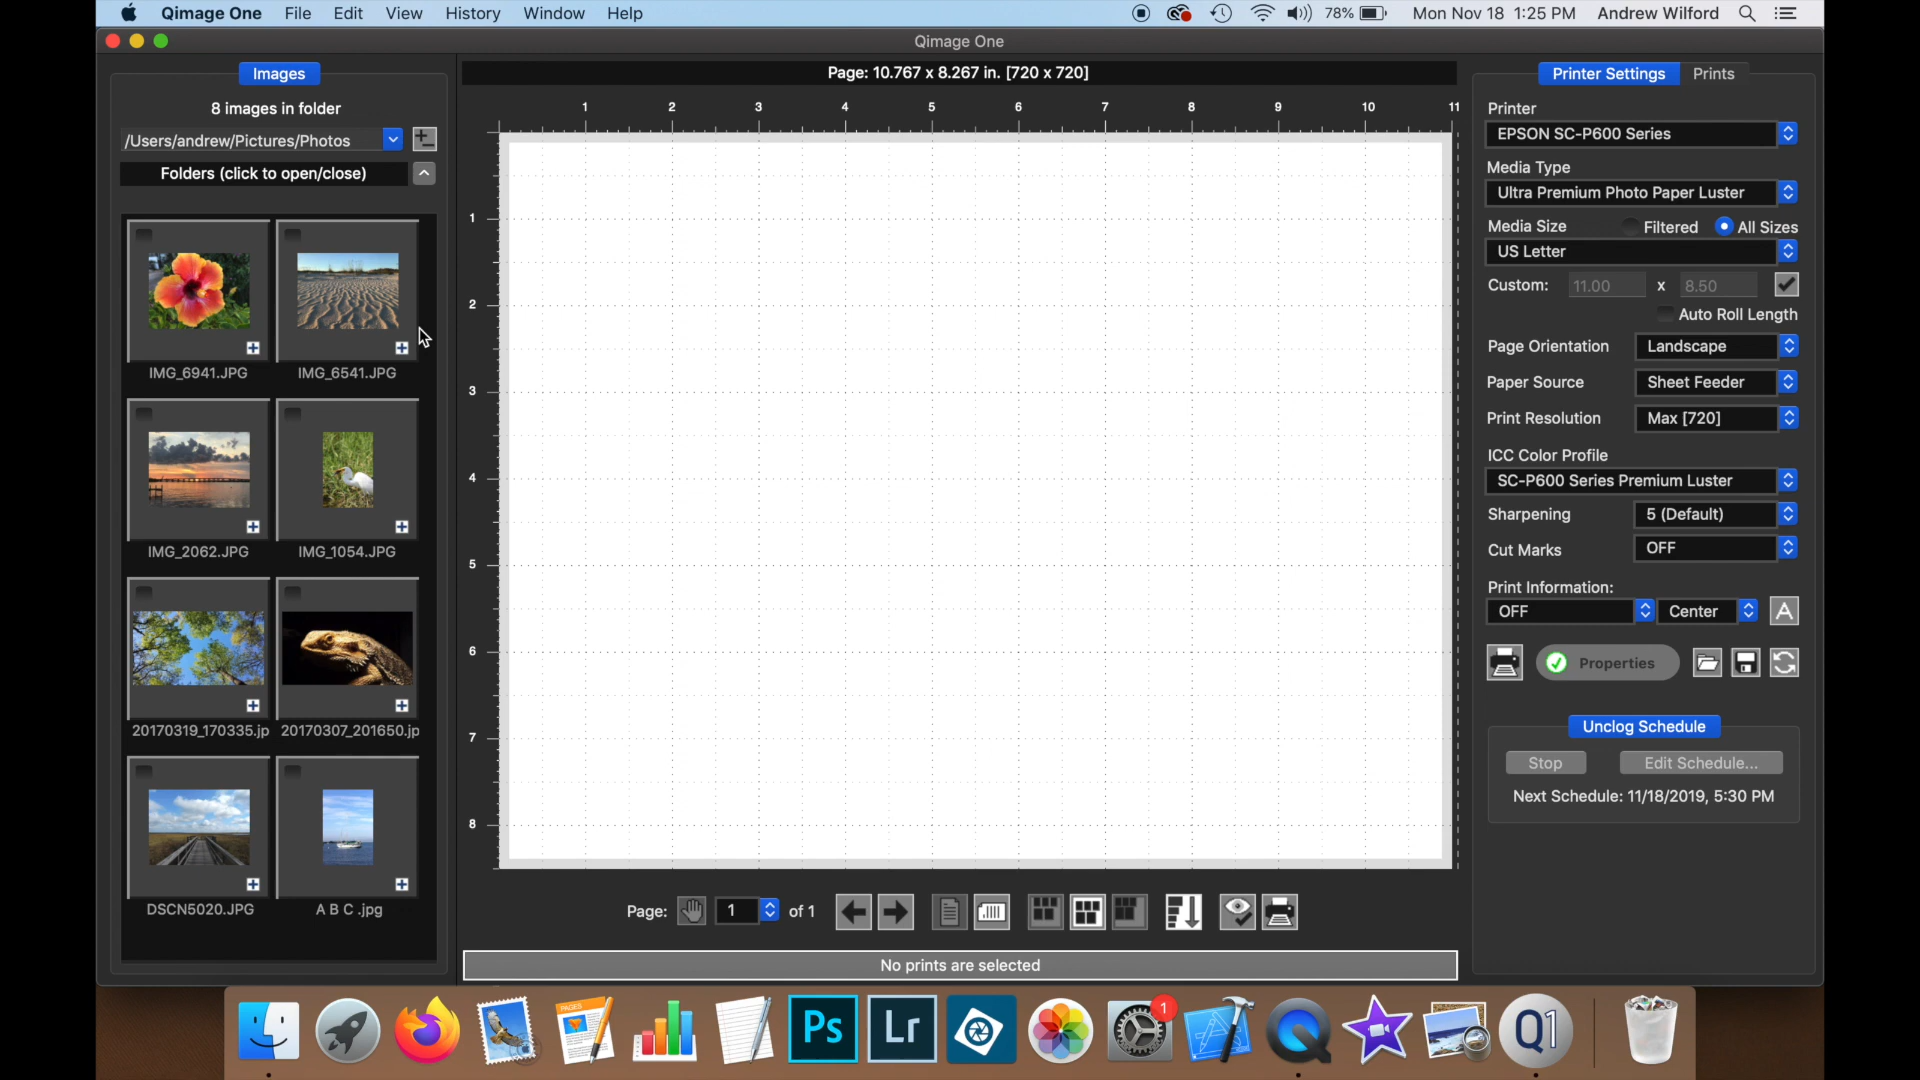 Qimage One File Edit View History Window Help 78% Mon Nov 18 1:25 PM Andrew Wilford
Qimage One
Images
8 images in folder
/Users/andrew/Pictures/Photos
Folders (click to open/close)
IMG_6941.JPG IMG_6541.JPG
IMG_2062.JPG IMG_1054.JPG
20170319_170335.jp 20170307_201650.jp
DSCN5020.JPG A B C .jpg
Page: 10.767 x 8.267 in. [720 x 720]
1 2 3 4 5 6 7 8 9 10 11
1
2
3
4
5
6
7
8
Page: 1 of 1
No prints are selected
Printer Settings Prints
Printer
EPSON SC-P600 Series
Media Type
Ultra Premium Photo Paper Luster
Media Size Filtered All Sizes
US Letter
Custom: 11.00 x 8.50
Auto Roll Length
Page Orientation Landscape
Paper Source Sheet Feeder
Print Resolution Max [720]
ICC Color Profile
SC-P600 Series Premium Luster
Sharpening 5 (Default)
Cut Marks OFF
Print Information:
OFF Center A
Properties
Unclog Schedule
Stop Edit Schedule...
Next Schedule: 11/18/2019, 5:30 PM
PAGES Ps Lr 1 Q1